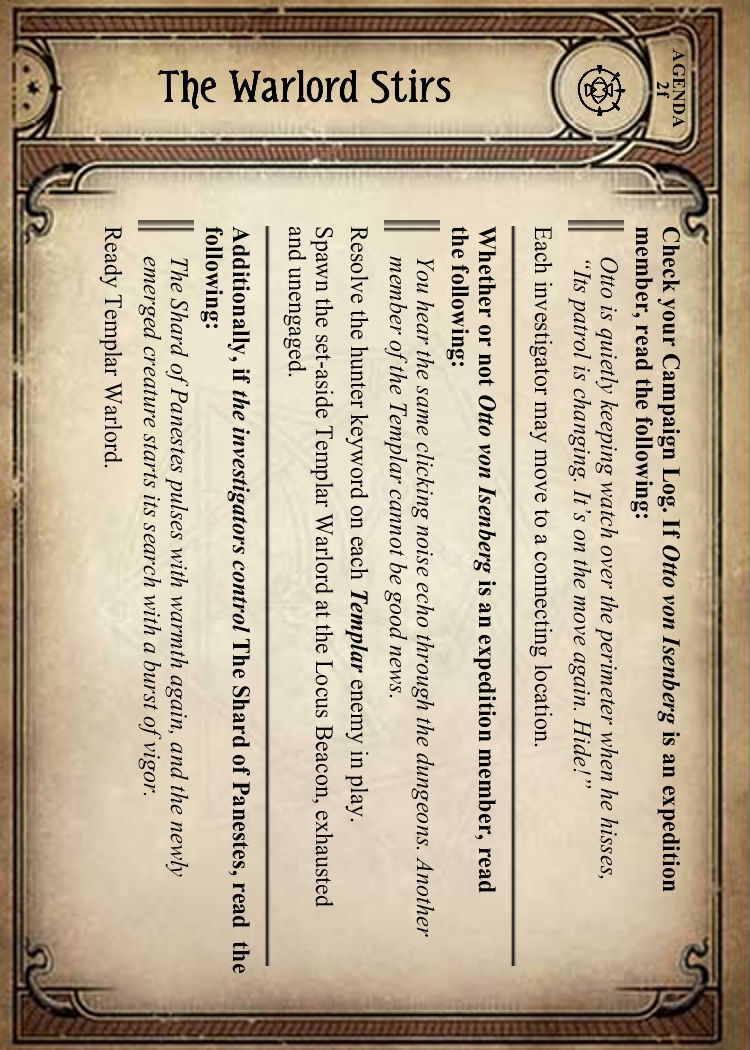 AGENDA
2f
The Warlord Stirs
Check your Campaign Log. If Otto von Isenberg is an expedition
member, read the following:
Otto is quietly keeping watch over the perimeter when he hisses,
“Its patrol is changing. It’s on the move again. Hide!”
Each investigator may move to a connecting location.
Whether or not Otto von Isenberg is an expedition member, read
the following:
You hear the same clicking noise echo through the dungeons. Another
member of the Templar cannot be good news.
Resolve the hunter keyword on each Templar enemy in play.
Spawn the set-aside Templar Warlord at the Locus Beacon, exhausted
and unengaged.
Additionally, if the investigators control The Shard of Panestes, read the
following:
The Shard of Panestes pulses with warmth again, and the newly
emerged creature starts its search with a burst of vigor.
Ready Templar Warlord.